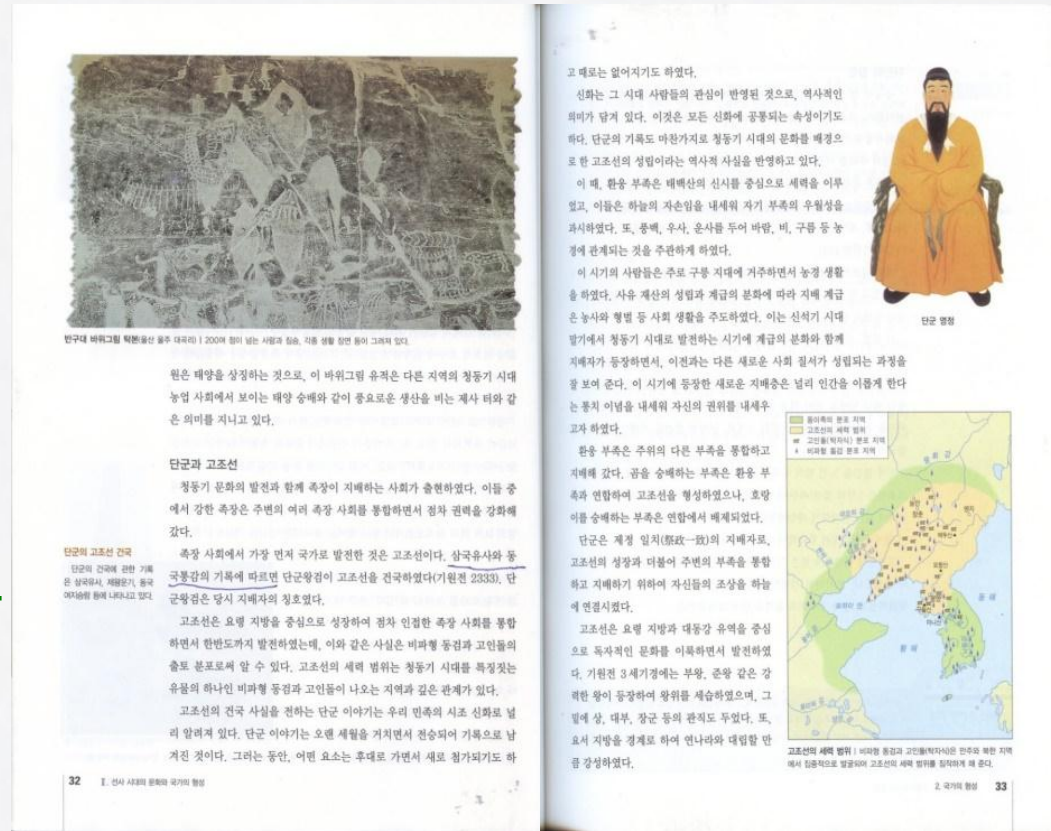 반구대 바위그림 탁본(울산 울주 대곡리) | 200여 점이 넘는 사람과 짐승, 각종 생활 장면 등이 그려져 있다.
원은 태양을 상징하는 것으로, 이 바위그림 유적은 다른 지역의 청동기 시대
농업 사회에서 보이는 태양 숭배와 같이 풍요로운 생산을 비는 제사 터와 같
은 의미를 지니고 있다.
단군과 고조선
청동기 문화의 발전과 함께 족장이 지배하는 사회가 출현하였다. 이들 중
에서 강한 족장은 주변의 여러 족장 사회를 통합하면서 점차 권력을 강화해
갔다.
단군의 고조선 건국
단군의 건국에 관한 기록
은 삼국유사, 제왕운기, 동국
여지승람 등에 나타나고 있다.
족장 사회에서 가장 먼저 국가로 발전한 것은 고조선이다. 삼국유사와 동
국통감의 기록에 따르면 단군왕검이 고조선을 건국하였다(기원전 2333). 단
군왕검은 당시 지배자의 칭호였다.
고조선은 요령 지방을 중심으로 성장하여 점차 인접한 족장 사회를 통합
하면서 한반도까지 발전하였는데, 이와 같은 사실은 비파형 동검과 고인돌의
출토 분포로써 알 수 있다. 고조선의 세력 범위는 청동기 시대를 특징짓는
유물의 하나인 비파형 동검과 고인돌이 나오는 지역과 깊은 관계가 있다.
고조선의 건국 사실을 전하는 단군 이야기는 우리 민족의 시조 신화로 널
리 알려져 있다. 단군 이야기는 오랜 세월을 거치면서 전승되어 기록으로 남
겨진 것이다. 그러는 동안, 어떤 요소는 후대로 가면서 새로 첨가되기도 하
32 Ⅱ. 선사 시대의 문화와 국가의 형성
고 때로는 없어지기도 하였다.
신화는 그 시대 사람들의 관심이 반영된 것으로, 역사적인
의미가 담겨 있다. 이것은 모든 신화에 공통되는 속성이기도
하다. 단군의 기록도 마찬가지로 청동기 시대의 문화를 배경으
로 한 고조선의 성립이라는 역사적 사실을 반영하고 있다.
이 때, 환웅 부족은 태백산의 신시를 중심으로 세력을 이루
었고, 이들은 하늘의 자손임을 내세워 자기 부족의 우월성을
과시하였다. 또, 풍백, 우사, 운사를 두어 바람, 비, 구름 등 농
경에 관계되는 것을 주관하게 하였다.
이 시기의 사람들은 주로 구릉 지대에 거주하면서 농경 생활
을 하였다. 사유 재산의 성립과 계급의 분화에 따라 지배 계급
은 농사와 형벌 등 사회 생활을 주도하였다. 이는 신석기 시대
말기에서 청동기 시대로 발전하는 시기에 계급의 분화와 함께
지배자가 등장하면서, 이전과는 다른 새로운 사회 질서가 성립되는 과정을
잘 보여 준다. 이 시기에 등장한 새로운 지배층은 널리 인간을 이롭게 한다
는 통치 이념을 내세워 자신의 권위를 내세우
고자 하였다.
환웅 부족은 주위의 다른 부족을 통합하고
지배해 갔다. 곰을 숭배하는 부족은 환웅 부
족과 연합하여 고조선을 형성하였으나, 호랑
이를 숭배하는 부족은 연합에서 배제되었다.
단군은 제정 일치(祭政一致)의 지배자로,
고조선의 성장과 더불어 주변의 부족을 통합
하고 지배하기 위하여 자신들의 조상을 하늘
에 연결시켰다.
고조선은 요령 지방과 대동강 유역을 중심
으로 독자적인 문화를 이룩하면서 발전하였
다. 기원전 3세기경에는 부왕, 준왕 같은 강
력한 왕이 등장하여 왕위를 세습하였으며, 그
밑에 상, 대부, 장군 등의 관직도 두었다. 또,
요서 지방을 경계로 하여 연나라와 대립할 만
큼 강성하였다.
단군 영정
동이족의 분포 지역
고조선의 세력 범위
고인돌(탁자식) 분포 지역
비파형 동검 분포 지역
동 해
황 해
고조선의 세력 범위 | 비파형 동검과 고인돌(탁자식)은 만주와 북한 지역
에서 집중적으로 발굴되어 고조선의 세력 범위를 짐작하게 해 준다.
2. 국가의 형성 33